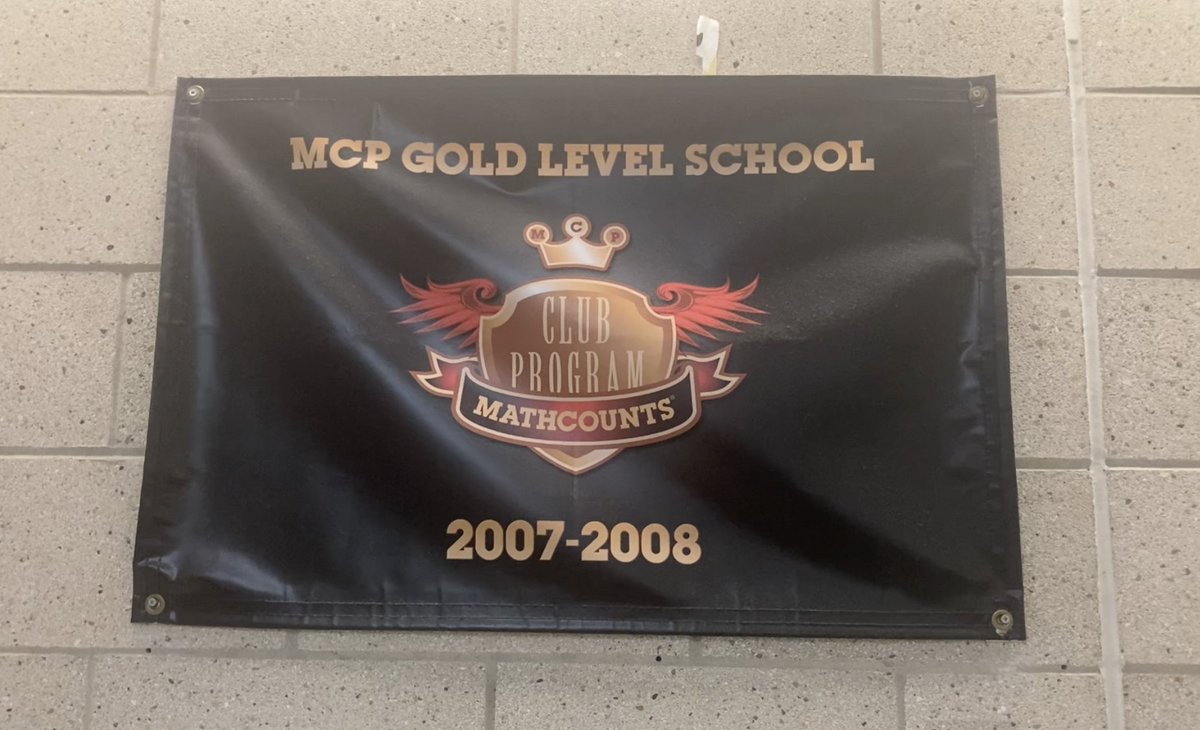 MCP GOLD LEVEL SCHOOL
M C P
CLUB
PROGRAM
MATHCOUNTS®
2007-2008